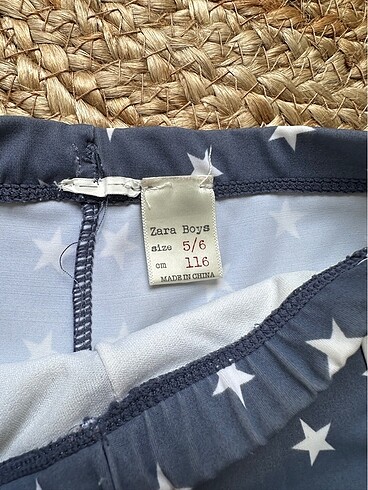 Zara Boys
size 5/6
cm 116
MADE IN CHINA